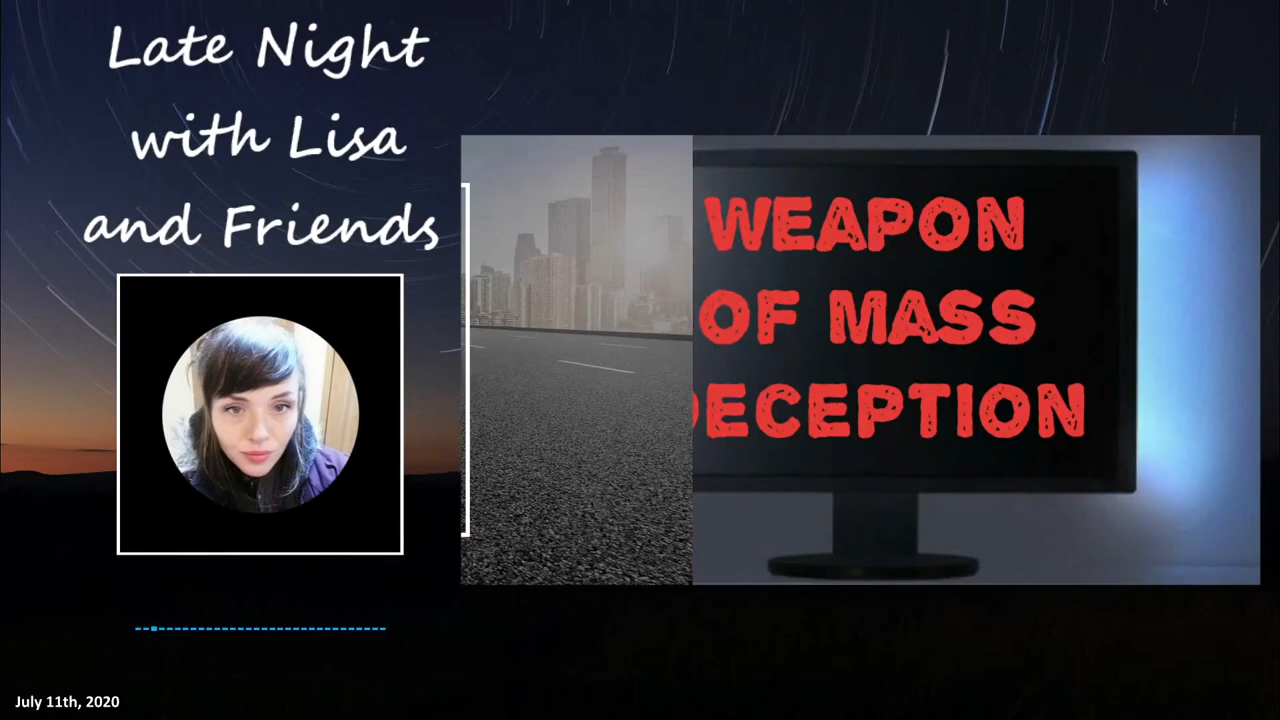 Late Night
with Lisa
and Friends
WEAPON
OF MASS
DECEPTION
July 11th, 2020